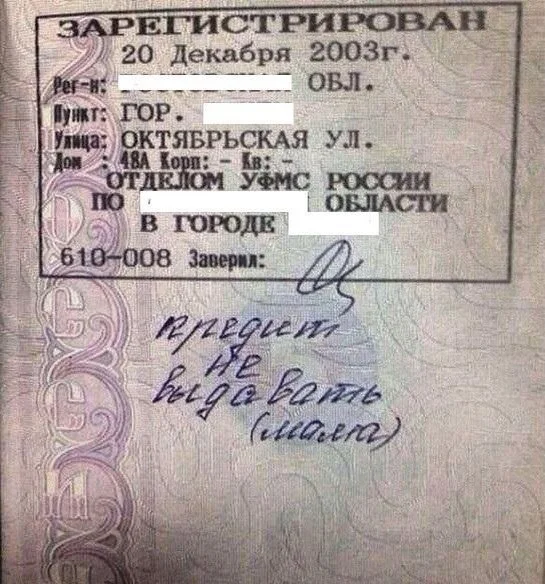 ЗАРЕГИСТРИРОВАН
20 Декабря 2003г.
Рег-н: ОБЛ.
Пункт: ГОР.
Улица: ОКТЯБРЬСКАЯ УЛ.
Дом : 48А Корп: - Кв: -
ОТДЕЛОМ УФМС РОССИИ
ПО ОБЛАСТИ
В ГОРОДЕ
610-008 Заверил:
кредит
не
выдавать
(мама)